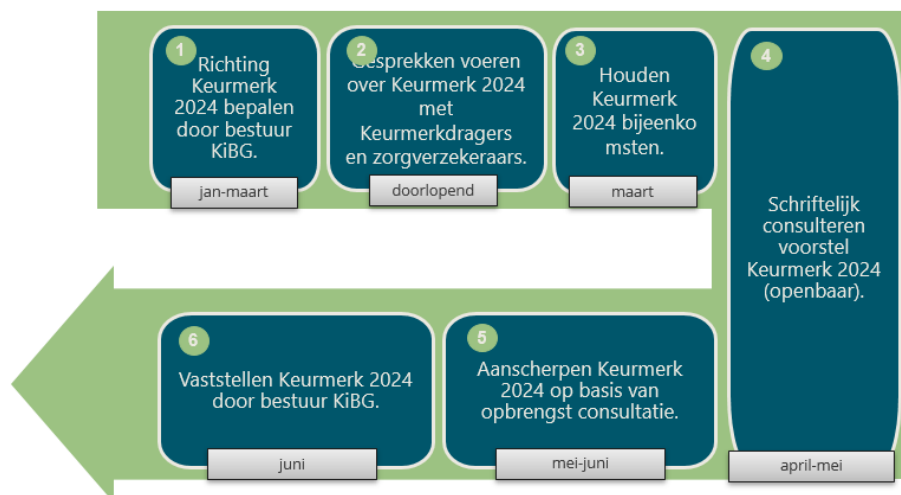 1
Richting
Keurmerk
2024 bepalen
door bestuur
KiBG.
jan-maart
2
Gesprekken voeren
over Keurmerk 2024
met
Keurmerkdragers
en zorgverzekeraars.
doorlopend
3
Houden
Keurmerk
2024 bijeenko
msten.
maart
4
Schriftelijk
consulteren
voorstel
Keurmerk 2024
(openbaar).
april-mei
5
Aanscherpen Keurmerk
2024 op basis van
opbrengst consultatie.
mei-juni
6
Vaststellen Keurmerk 2024
door bestuur KiBG.
juni